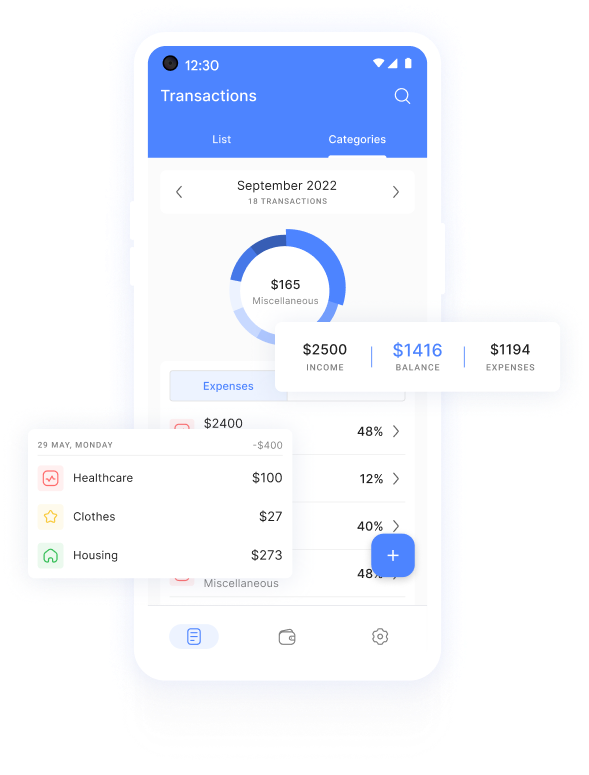 12:30
Transactions
List
Categories
September 2022
18 TRANSACTIONS
$165
Miscellaneous
$2500
INCOME
$1416
BALANCE
$1194
EXPENSES
Expenses
$2400
48%
12%
40%
48%
Miscellaneous
29 MAY, MONDAY
-$400
Healthcare
$100
Clothes
$27
Housing
$273
+